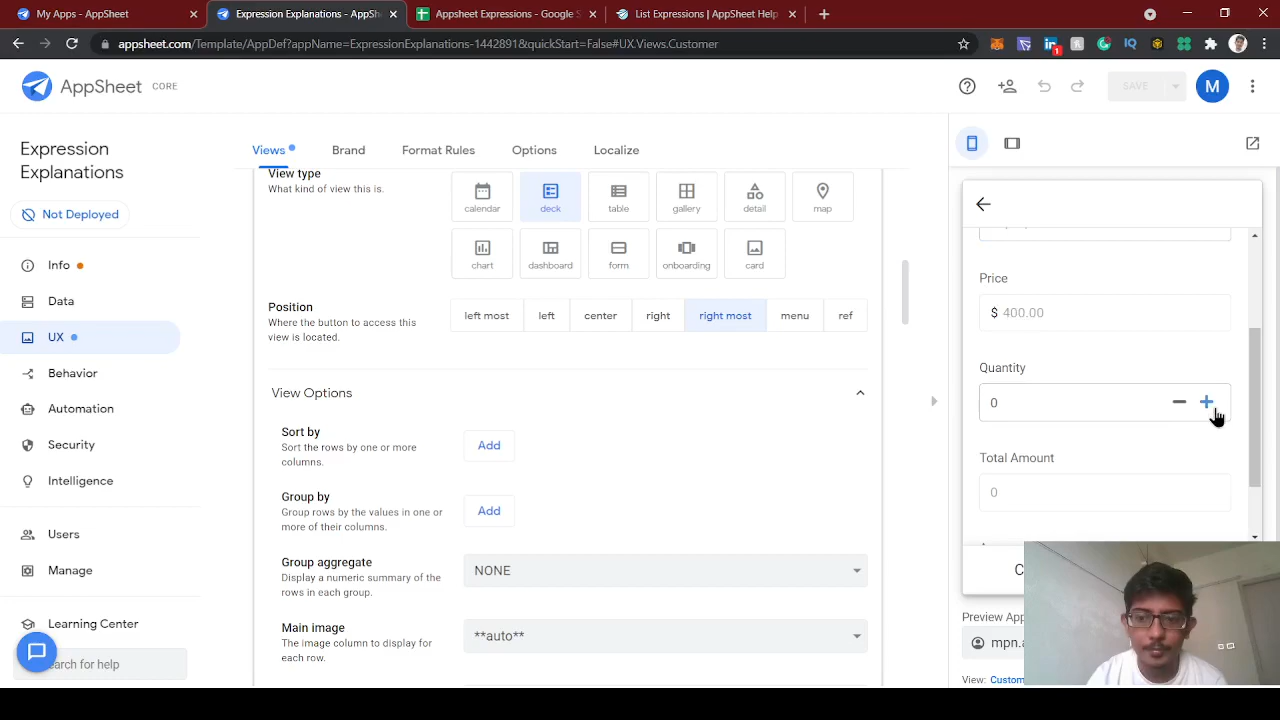 My Apps - AppSheet
Expression Explanations - AppSh
Appsheet Expressions - Google S
List Expressions | AppSheet Help
appsheet.com/Template/AppDef?appName=ExpressionExplanations-1442891&quickStart=False#UX.Views.Customer
AppSheet CORE
SAVE
M
Expression
Explanations
Not Deployed
Info
Data
UX
Behavior
Automation
Security
Intelligence
Users
Manage
Learning Center
earch for help
Views
Brand
Format Rules
Options
Localize
View type
What kind of view this is.
calendar
deck
table
gallery
detail
map
chart
dashboard
form
onboarding
card
Position
Where the button to access this
view is located.
left most
left
center
right
right most
menu
ref
View Options
Sort by
Sort the rows by one or more
columns.
Add
Group by
Group rows by the values in one or
more of their columns.
Add
Group aggregate
Display a numeric summary of the
rows in each group.
NONE
Main image
The image column to display for
each row.
**auto**
Price
$ 400.00
Quantity
0
Total Amount
0
C
Preview App
mpn.a
View: Custom